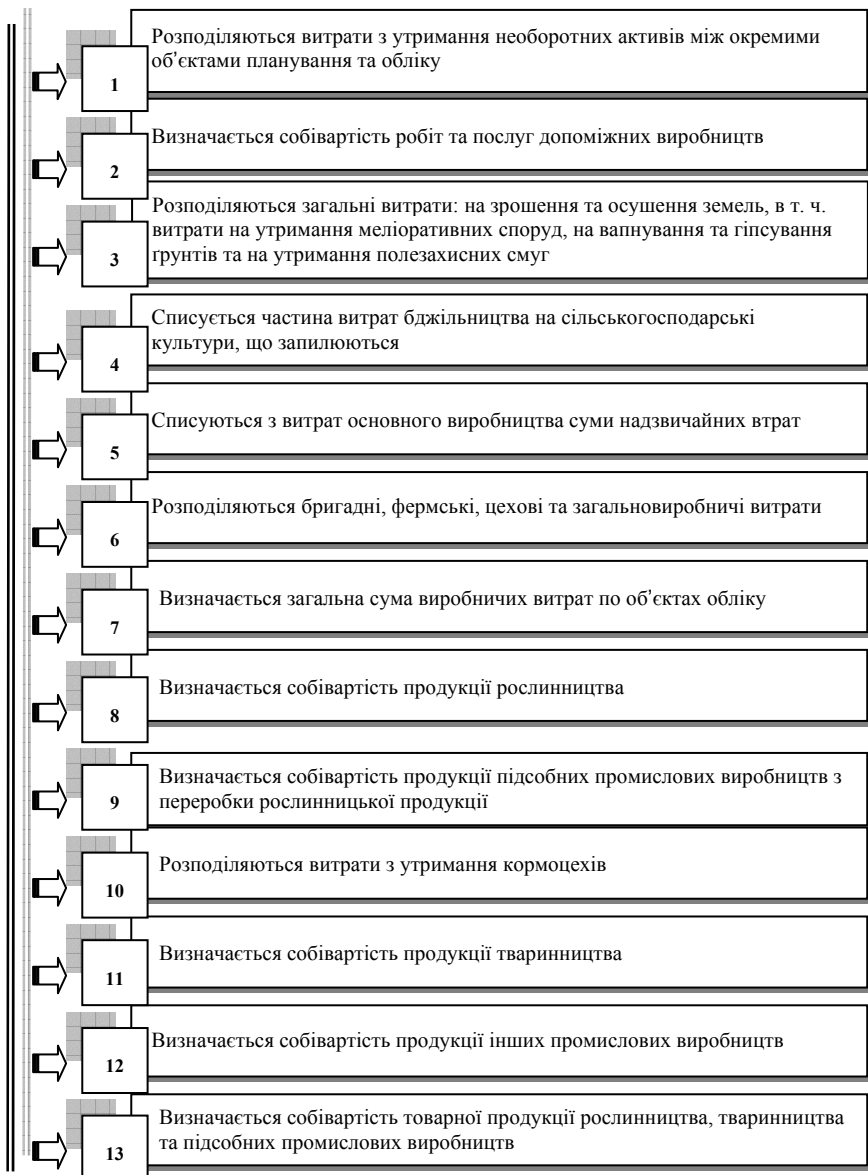 Розподіляються витрати з утримання необоротних активів між окремими
об’єктами планування та обліку
1
Визначається собівартість робіт та послуг допоміжних виробництв
2
Розподіляються загальні витрати: на зрошення та осушення земель, в т. ч.
витрати на утримання меліоративних споруд, на вапнування та гіпсування
ґрунтів та на утримання полезахисних смуг
3
Списується частина витрат бджільництва на сільськогосподарські
культури, що запилюються
4
Списуються з витрат основного виробництва суми надзвичайних втрат
5
Розподіляються бригадні, фермські, цехові та загальновиробничі витрати
6
Визначається загальна сума виробничих витрат по об’єктах обліку
7
Визначається собівартість продукції рослинництва
8
Визначається собівартість продукції підсобних промислових виробництв з
переробки рослинницької продукції
9
Розподіляються витрати з утримання кормоцехів
10
Визначається собівартість продукції тваринництва
11
Визначається собівартість продукції інших промислових виробництв
12
Визначається собівартість товарної продукції рослинництва, тваринництва
та підсобних промислових виробництв
13